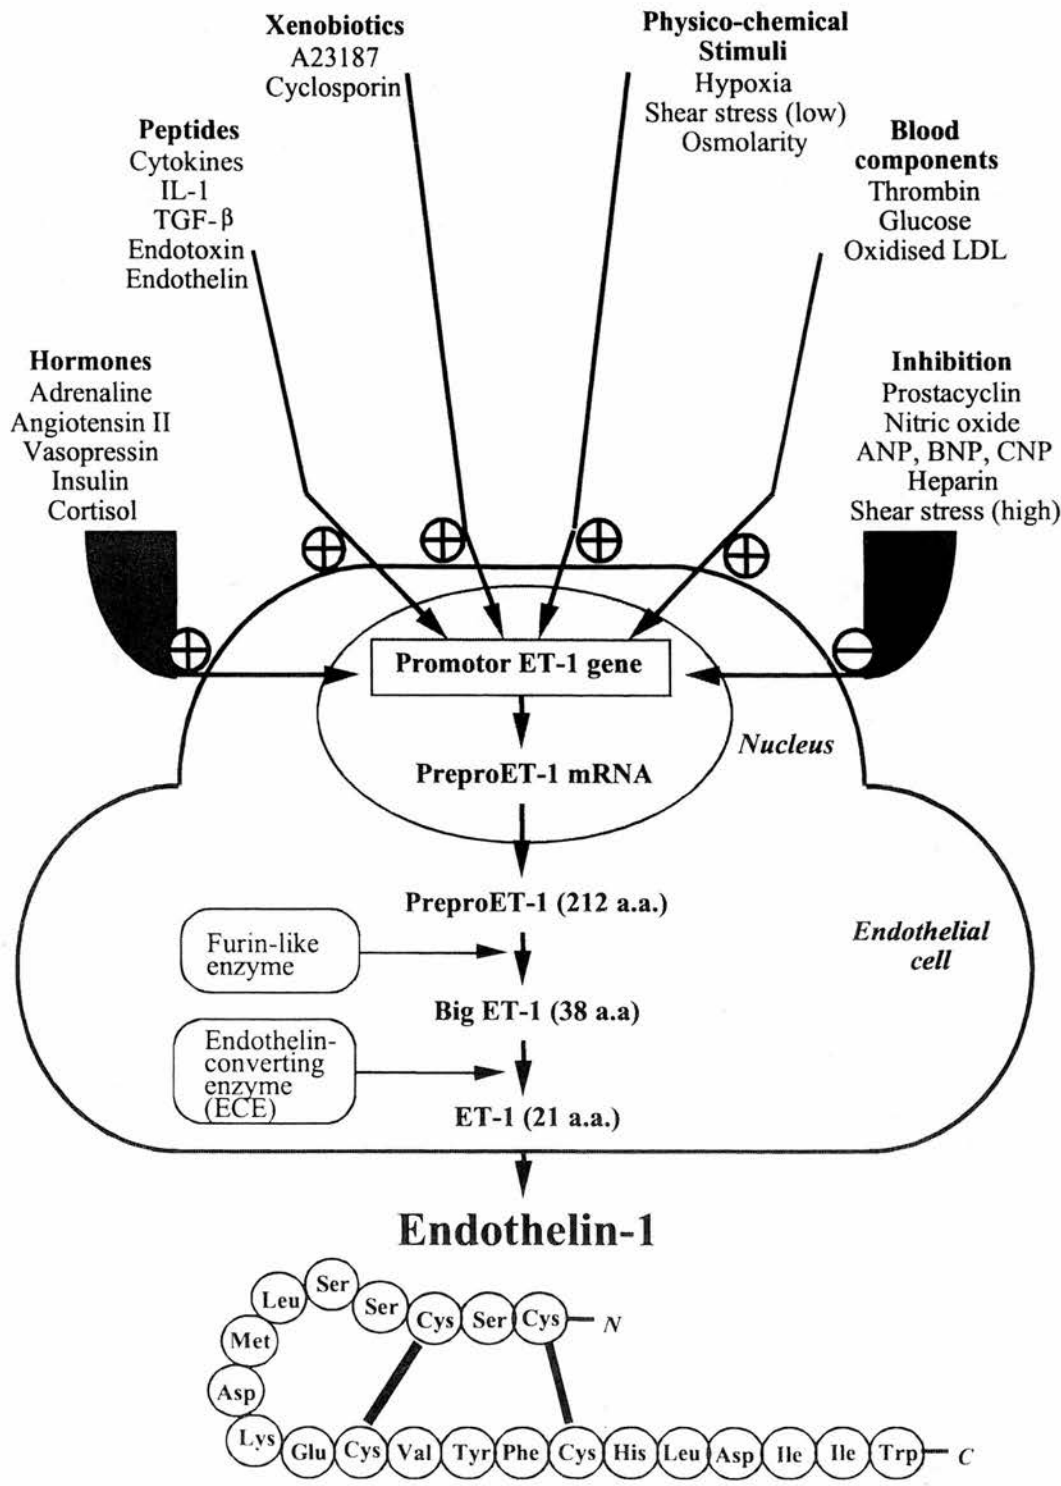 Xenobiotics
A23187
Cyclosporin
Physico-chemical
Stimuli
Hypoxia
Shear stress (low)
Osmolarity
Peptides
Cytokines
IL-1
TGF-β
Endotoxin
Endothelin
Blood
components
Thrombin
Glucose
Oxidised LDL
Hormones
Adrenaline
Angiotensin II
Vasopressin
Insulin
Cortisol
Inhibition
Prostacyclin
Nitric oxide
ANP, BNP, CNP
Heparin
Shear stress (high)
Promotor ET-1 gene
Nucleus
PreproET-1 mRNA
PreproET-1 (212 a.a.)
Furin-like
enzyme
Endothelial
cell
Big ET-1 (38 a.a)
Endothelin-
converting
enzyme
(ECE)
ET-1 (21 a.a.)
Endothelin-1
Leu Ser Ser Cys Ser Cys N
Met
Asp
Lys Glu Cys Val Tyr Phe Cys His Leu Asp Ile Ile Trp C